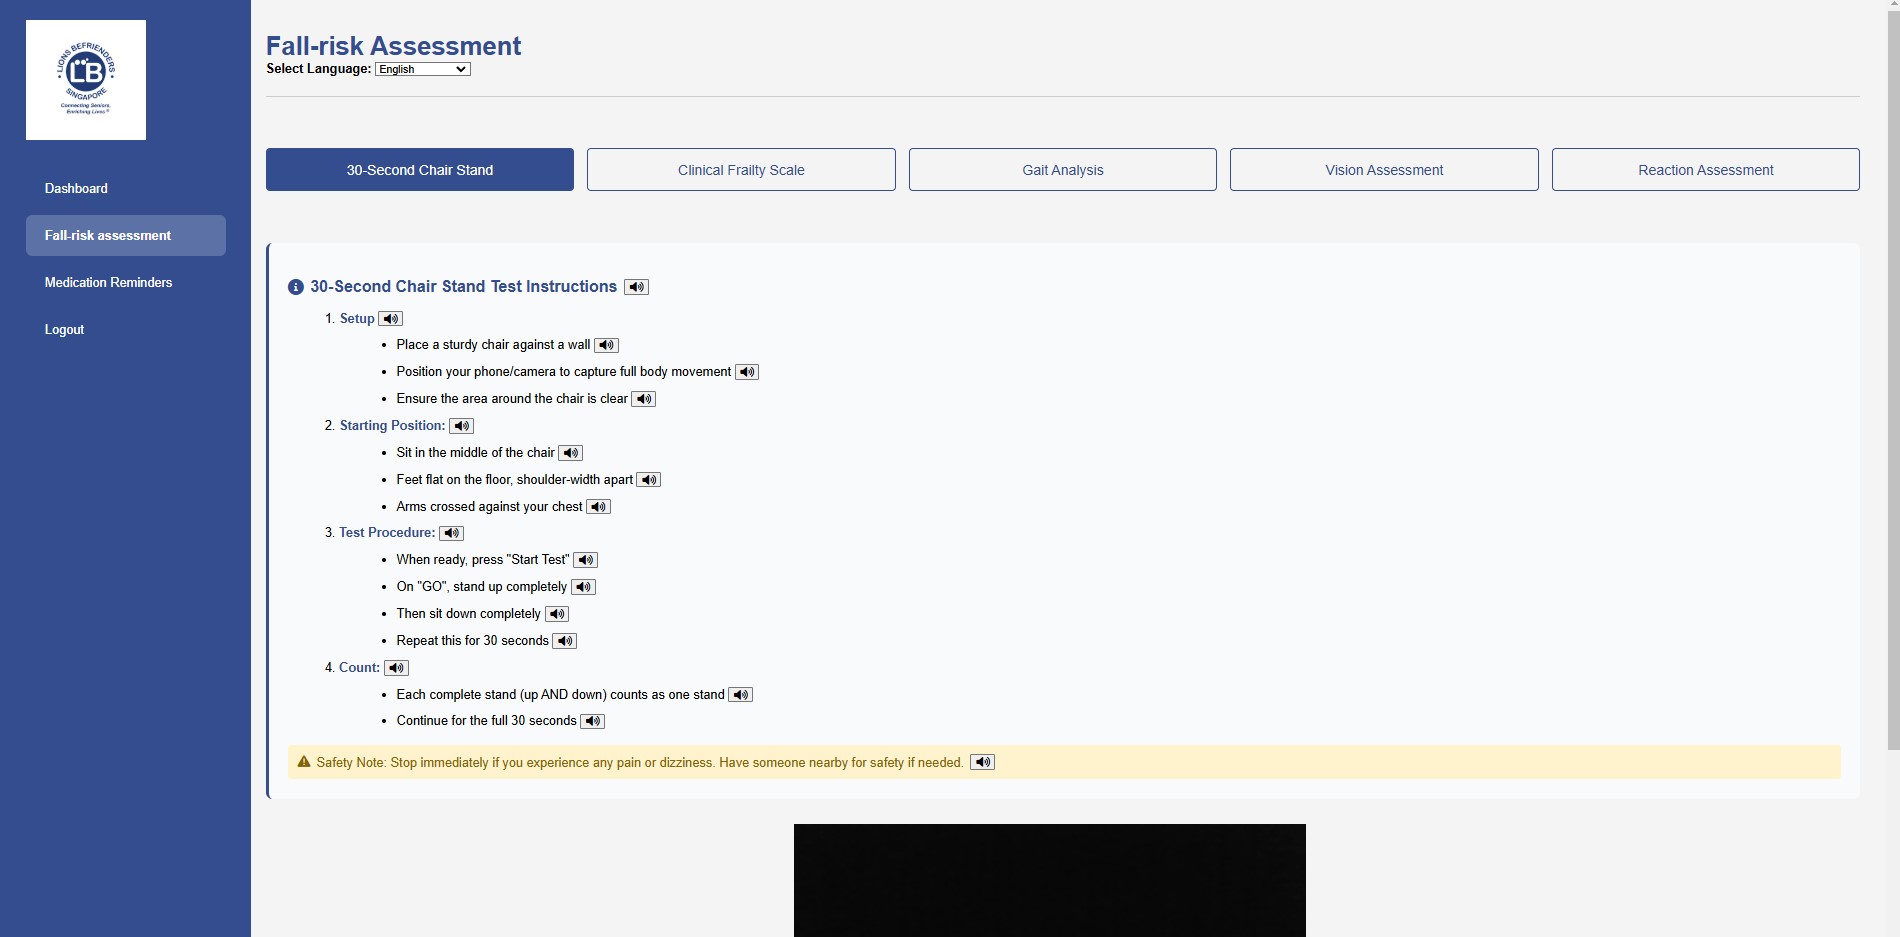 LIONS BEFRIENDERS
LB
SINGAPORE
Connecting Seniors,
Enriching Lives ®
Dashboard
Fall-risk assessment
Medication Reminders
Logout
Fall-risk Assessment
Select Language: English
30-Second Chair Stand
Clinical Frailty Scale
Gait Analysis
Vision Assessment
Reaction Assessment
30-Second Chair Stand Test Instructions
1. Setup
• Place a sturdy chair against a wall
• Position your phone/camera to capture full body movement
• Ensure the area around the chair is clear
2. Starting Position:
• Sit in the middle of the chair
• Feet flat on the floor, shoulder-width apart
• Arms crossed against your chest
3. Test Procedure:
• When ready, press "Start Test"
• On "GO", stand up completely
• Then sit down completely
• Repeat this for 30 seconds
4. Count:
• Each complete stand (up AND down) counts as one stand
• Continue for the full 30 seconds
Safety Note: Stop immediately if you experience any pain or dizziness. Have someone nearby for safety if needed.